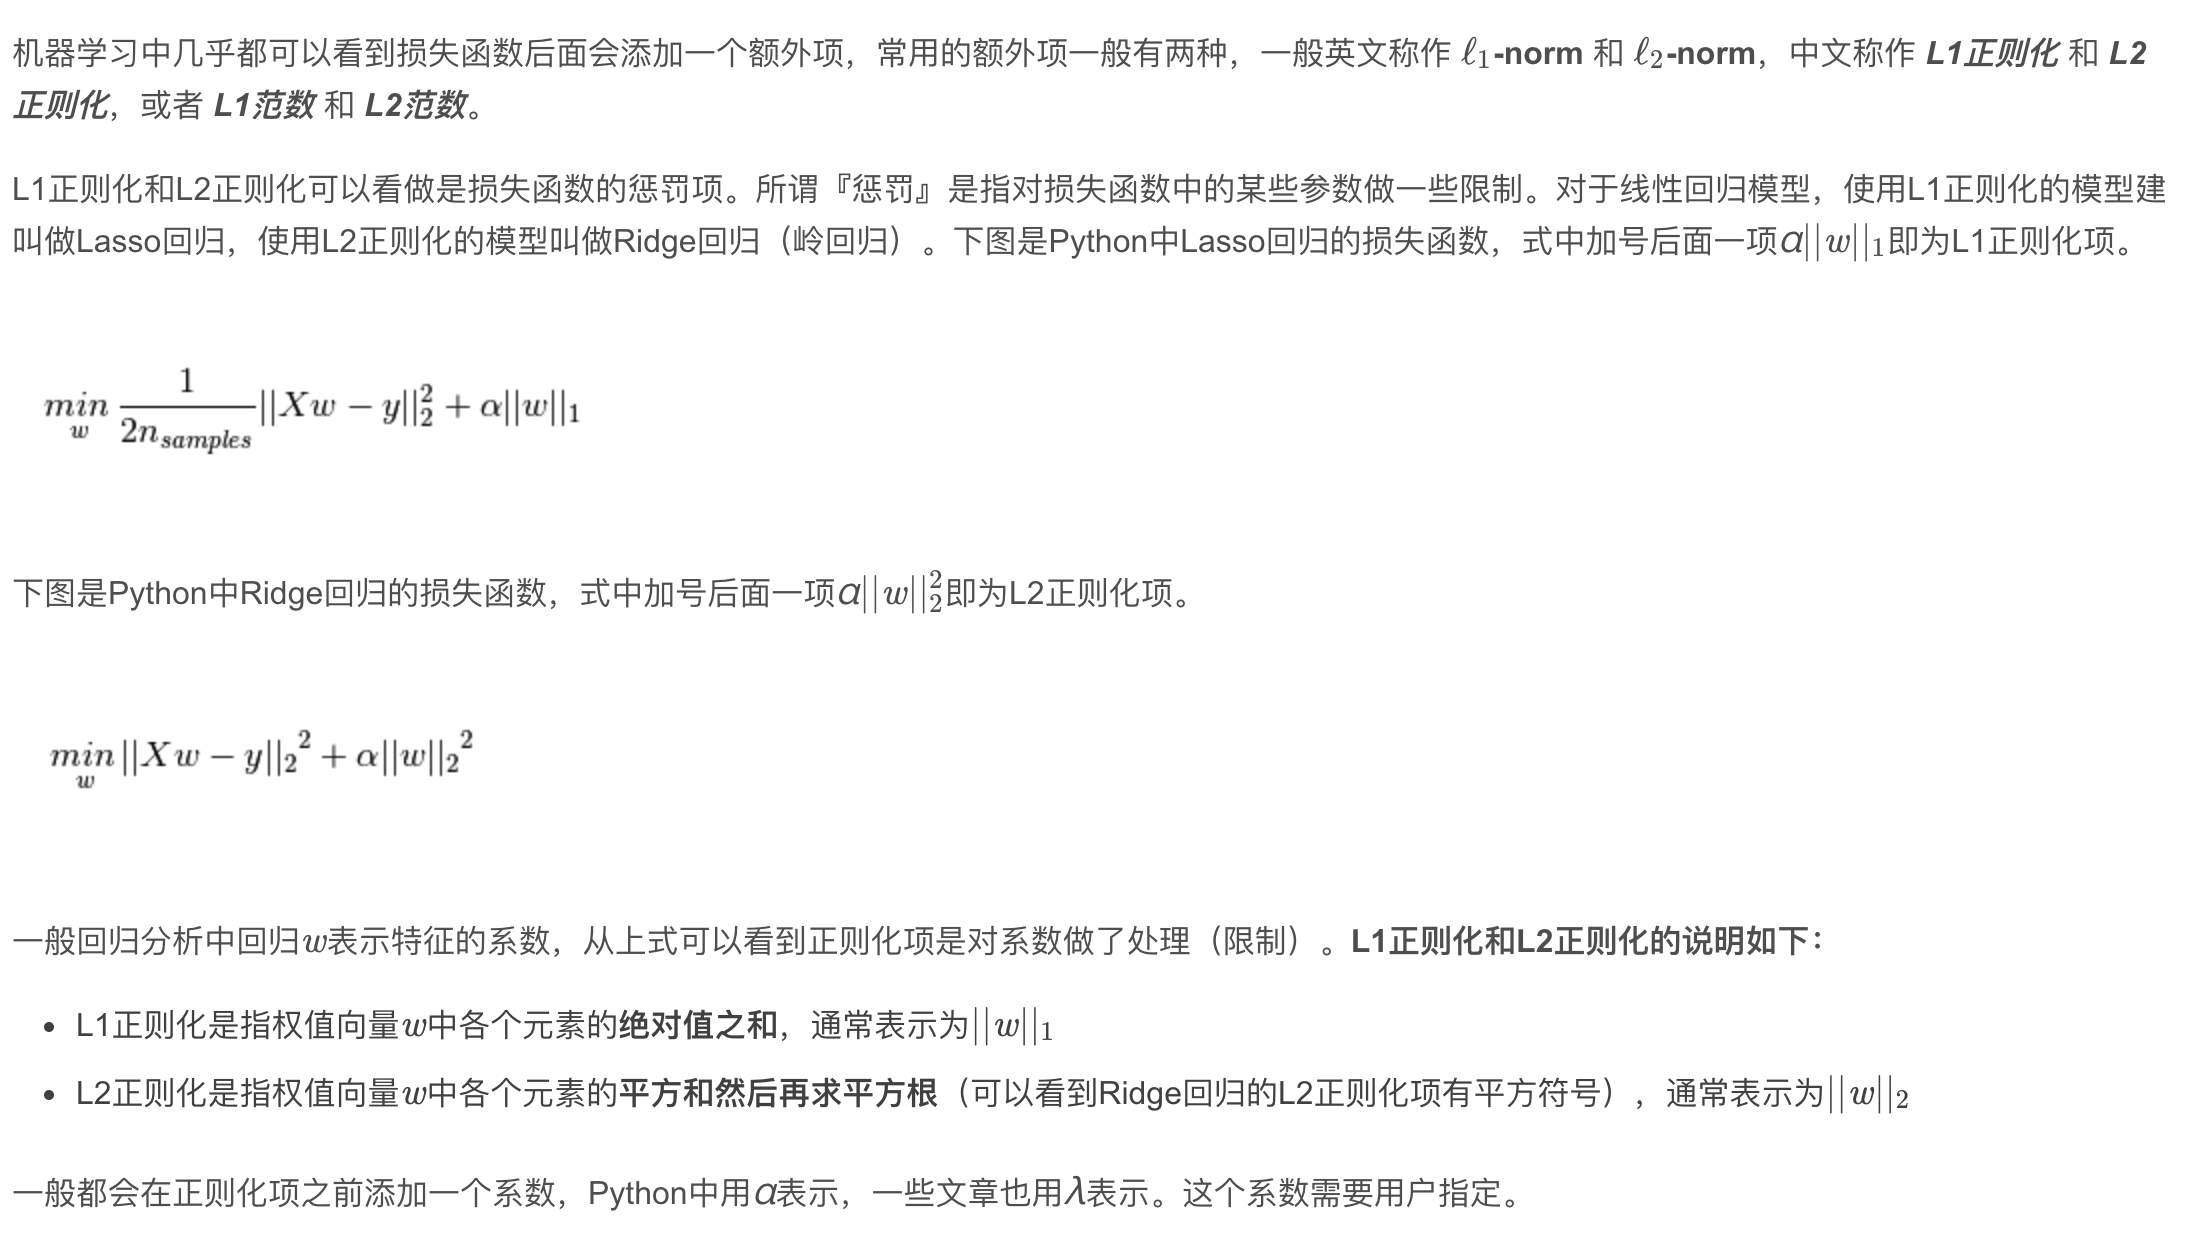 机器学习中几乎都可以看到损失函数后面会添加一个额外项，常用的额外项一般有两种，一般英文称作 ℓ₁-norm 和 ℓ₂-norm，中文称作 L1正则化 和 L2
正则化，或者 L1范数 和 L2范数。
L1正则化和L2正则化可以看做是损失函数的惩罚项。所谓『惩罚』是指对损失函数中的某些参数做一些限制。对于线性回归模型，使用L1正则化的模型建
叫做Lasso回归，使用L2正则化的模型叫做Ridge回归（岭回归）。下图是Python中Lasso回归的损失函数，式中加号后面一项α||w||₁即为L1正则化项。
min_w 1/(2n_samples) ||Xw − y||₂² + α||w||₁
下图是Python中Ridge回归的损失函数，式中加号后面一项α||w||₂²即为L2正则化项。
min_w ||Xw − y||₂² + α||w||₂²
一般回归分析中回归w表示特征的系数，从上式可以看到正则化项是对系数做了处理（限制）。L1正则化和L2正则化的说明如下：
• L1正则化是指权值向量w中各个元素的绝对值之和，通常表示为||w||₁
• L2正则化是指权值向量w中各个元素的平方和然后再求平方根（可以看到Ridge回归的L2正则化项有平方符号），通常表示为||w||₂
一般都会在正则化项之前添加一个系数，Python中用α表示，一些文章也用λ表示。这个系数需要用户指定。